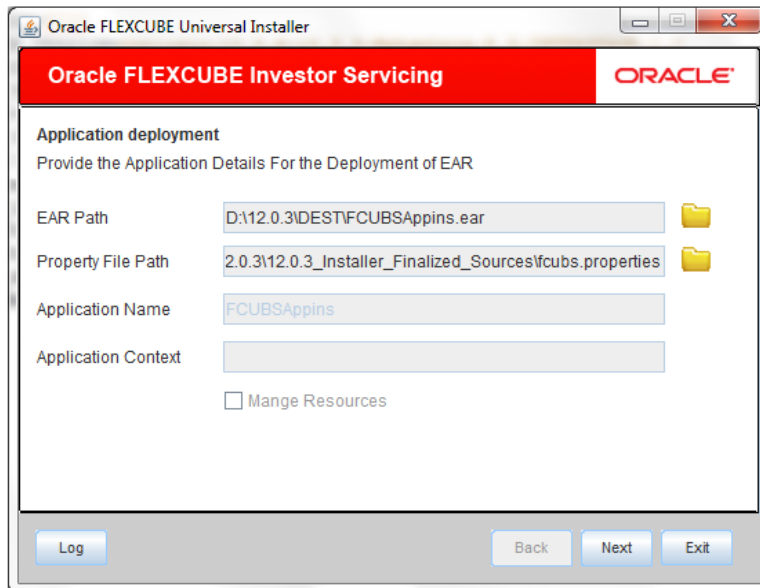 Oracle FLEXCUBE Universal Installer
Oracle FLEXCUBE Investor Servicing ORACLE
Application deployment
Provide the Application Details For the Deployment of EAR
EAR Path D:\12.0.3\DEST\FCUBSAppins.ear
Property File Path 2.0.3\12.0.3_Installer_Finalized_Sources\fcubs.properties
Application Name FCUBSAppins
Application Context
Mange Resources
Log Back Next Exit